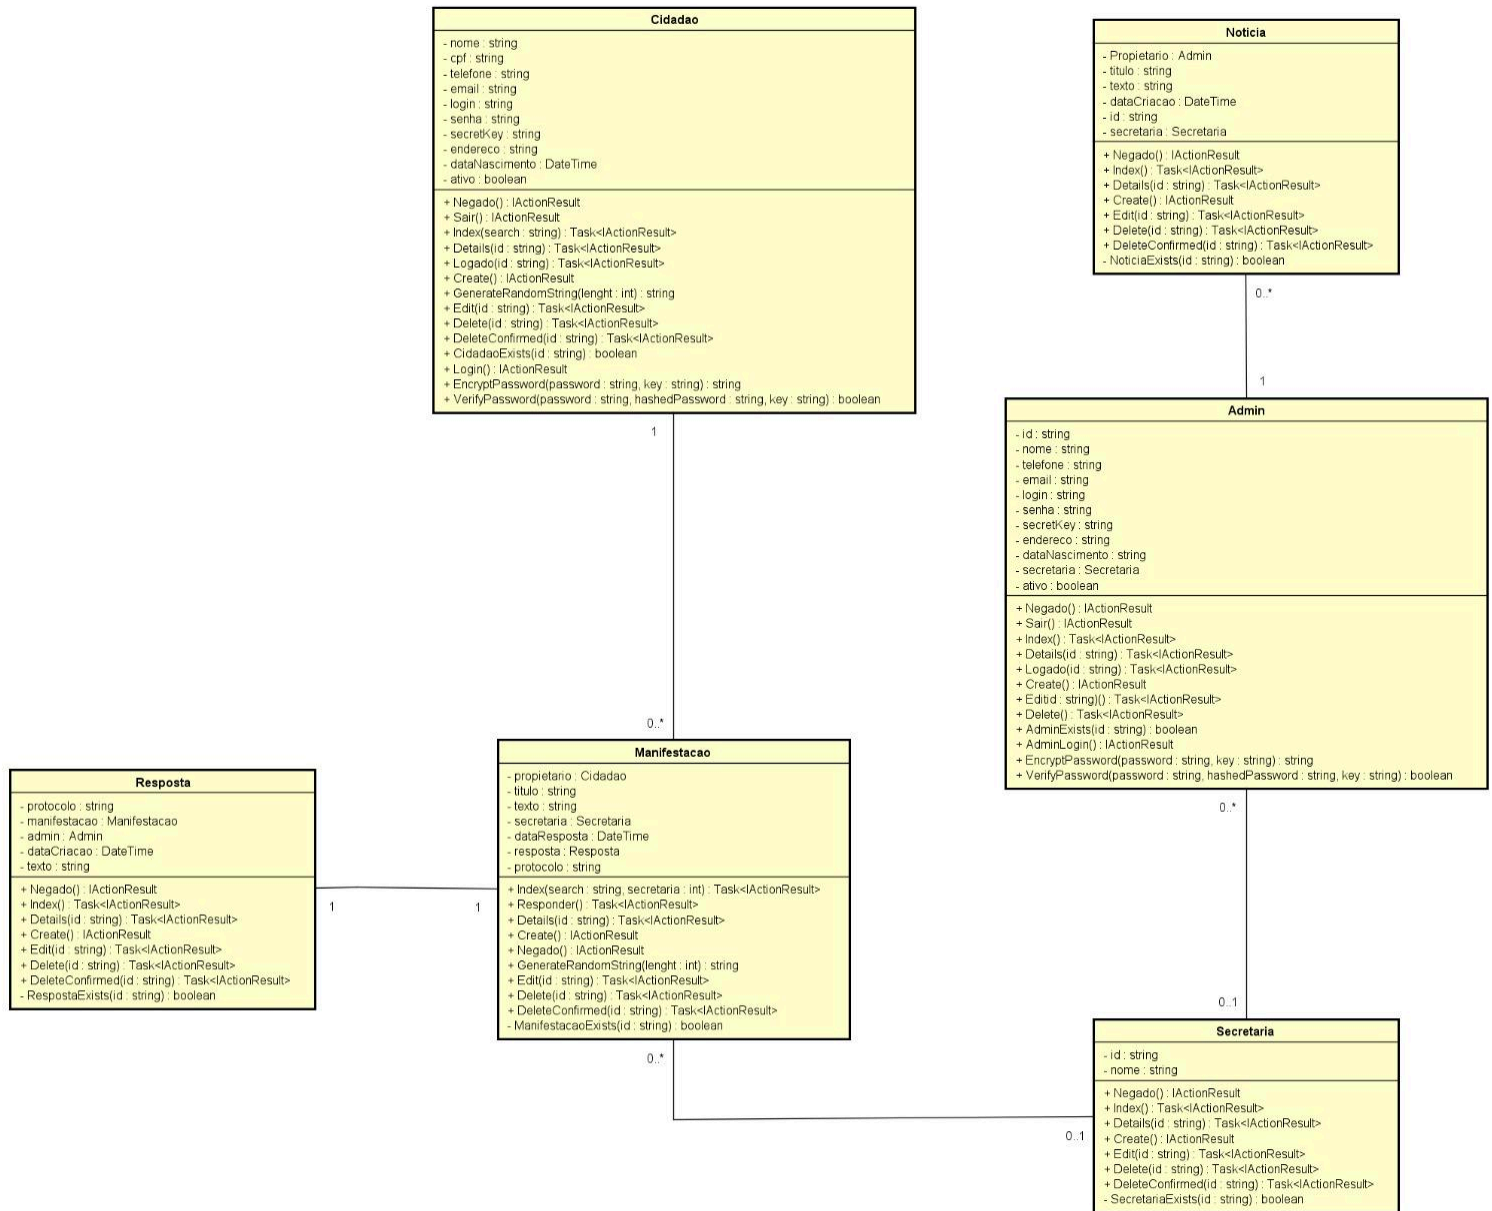 Cidadao
- nome : string
- cpf : string
- telefone : string
- email : string
- login : string
- senha : string
- secretKey : string
- endereco : string
- dataNascimento : DateTime
- ativo : boolean
+ Negado() : IActionResult
+ Sair() : IActionResult
+ Index(search : string) : Task<IActionResult>
+ Details(id : string) : Task<IActionResult>
+ Logado(id : string) : Task<IActionResult>
+ Create() : IActionResult
+ GenerateRandomString(lenght : int) : string
+ Edit(id : string) : Task<IActionResult>
+ Delete(id : string) : Task<IActionResult>
+ DeleteConfirmed(id : string) : Task<IActionResult>
+ CidadaoExists(id : string) : boolean
+ Login() : IActionResult
+ EncryptPassword(password : string, key : string) : string
+ VerifyPassword(password : string, hashedPassword : string, key : string) : boolean
1
0..*
Noticia
- Propietario : Admin
- titulo : string
- texto : string
- dataCriacao : DateTime
- id : string
- secretaria : Secretaria
+ Negado() : IActionResult
+ Index() : Task<IActionResult>
+ Details(id : string) : Task<IActionResult>
+ Create() : IActionResult
+ Edit(id : string) : Task<IActionResult>
+ Delete(id : string) : Task<IActionResult>
+ DeleteConfirmed(id : string) : Task<IActionResult>
- NoticiaExists(id : string) : boolean
0..*
1
Admin
- id : string
- nome : string
- telefone : string
- email : string
- login : string
- senha : string
- secretKey : string
- endereco : string
- dataNascimento : string
- secretaria : Secretaria
- ativo : boolean
+ Negado() : IActionResult
+ Sair() : IActionResult
+ Index() : Task<IActionResult>
+ Details(id : string) : Task<IActionResult>
+ Logado(id : string) : Task<IActionResult>
+ Create() : IActionResult
+ Editid : string)() : Task<IActionResult>
+ Delete() : Task<IActionResult>
+ AdminExists(id : string) : boolean
+ AdminLogin() : IActionResult
+ EncryptPassword(password : string, key : string) : string
+ VerifyPassword(password : string, hashedPassword : string, key : string) : boolean
0..*
0..1
Resposta
- protocolo : string
- manifestacao : Manifestacao
- admin : Admin
- dataCriacao : DateTime
- texto : string
+ Negado() : IActionResult
+ Index() : Task<IActionResult>
+ Details(id : string) : Task<IActionResult>
+ Create() : IActionResult
+ Edit(id : string) : Task<IActionResult>
+ Delete(id : string) : Task<IActionResult>
+ DeleteConfirmed(id : string) : Task<IActionResult>
- RespostaExists(id : string) : boolean
1
1
Manifestacao
- propietario : Cidadao
- titulo : string
- texto : string
- secretaria : Secretaria
- dataResposta : DateTime
- resposta : Resposta
- protocolo : string
+ Index(search : string, secretaria : int) : Task<IActionResult>
+ Responder() : Task<IActionResult>
+ Details(id : string) : Task<IActionResult>
+ Create() : IActionResult
+ Negado() : IActionResult
+ GenerateRandomString(lenght : int) : string
+ Edit(id : string) : Task<IActionResult>
+ Delete(id : string) : Task<IActionResult>
+ DeleteConfirmed(id : string) : Task<IActionResult>
- ManifestacaoExists(id : string) : boolean
0..*
0..1
Secretaria
- id : string
- nome : string
+ Negado() : IActionResult
+ Index() : Task<IActionResult>
+ Details(id : string) : Task<IActionResult>
+ Create() : IActionResult
+ Edit(id : string) : Task<IActionResult>
+ Delete(id : string) : Task<IActionResult>
+ DeleteConfirmed(id : string) : Task<IActionResult>
- SecretariaExists(id : string) : boolean